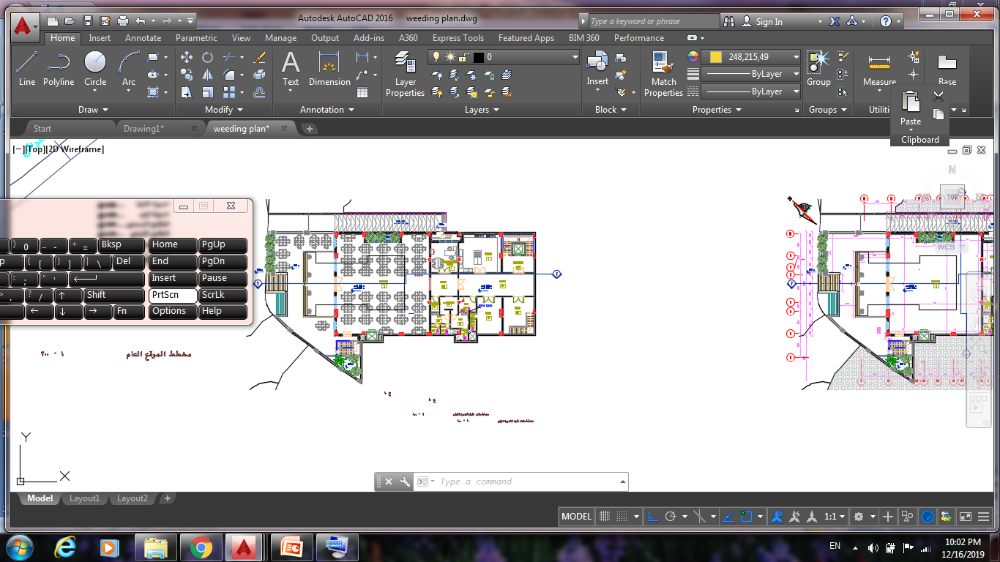 Autodesk AutoCAD 2016 weeding plan.dwg
Type a keyword or phrase
Sign In
Home Insert Annotate Parametric View Manage Output Add-ins A360 Express Tools Featured Apps BIM 360 Performance
Line Polyline Circle Arc
Text Dimension
Layer Properties
0
Insert
Match Properties
248,215,49
ByLayer
ByLayer
Group
Measure
Base
Draw Modify Annotation Layers Block Properties Groups Utiliti
Paste
Clipboard
Start Drawing1* weeding plan*
[−][Top][2D Wireframe]
N
TOP
WCS
) 0 _ - + = Bksp Home PgUp
p { [ } ] | \ Del End PgDn
: ; " ' Insert Pause
> . ? / ↑ Shift PrtScn ScrLk
← ↓ → Fn Options Help
مخطط الموقع العام ١ - ٢٠٠
Y
X
Type a command
Model Layout1 Layout2
MODEL 1:1
EN
10:02 PM
12/16/2019